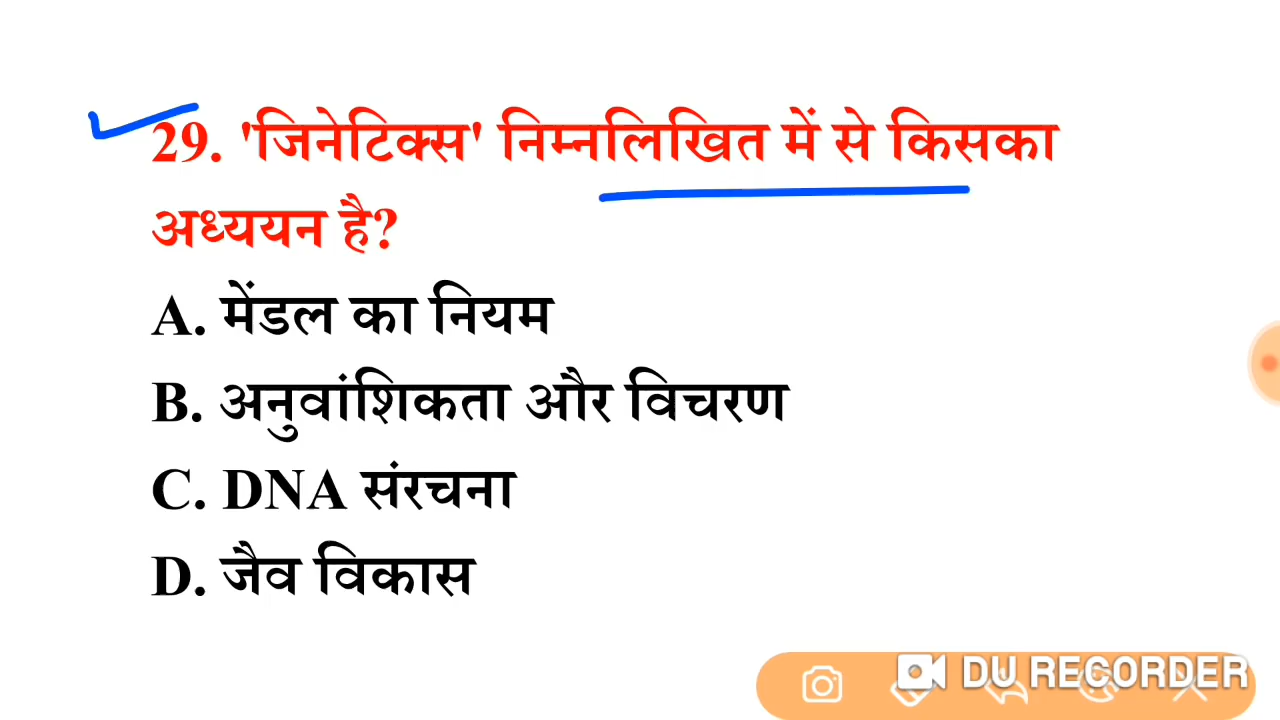 29. 'जिनेटिक्स' निम्नलिखित में से किसका
अध्ययन है?
A. मेंडल का नियम
B. अनुवांशिकता और विचरण
C. DNA संरचना
D. जैव विकास
DU RECORDER